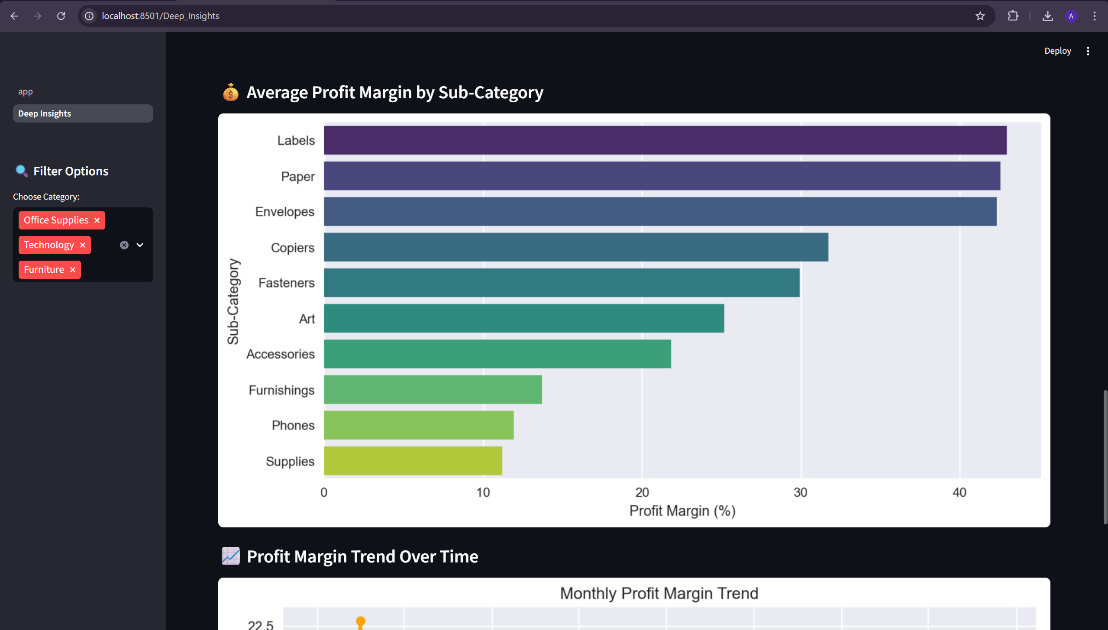 localhost:8501/Deep_Insights
A
Deploy
app
Deep Insights
Filter Options
Choose Category:
Office Supplies ×
Technology ×
Furniture ×
Average Profit Margin by Sub-Category
Sub-Category
Labels
Paper
Envelopes
Copiers
Fasteners
Art
Accessories
Furnishings
Phones
Supplies
0 10 20 30 40
Profit Margin (%)
Profit Margin Trend Over Time
Monthly Profit Margin Trend
22.5